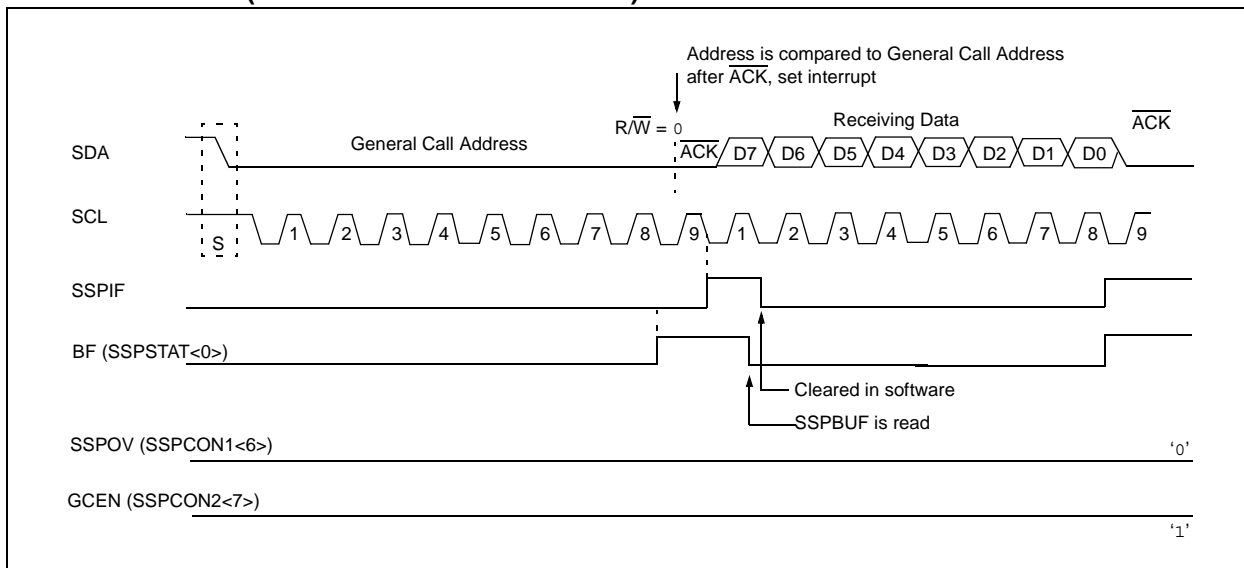 Address is compared to General Call Address
after ACK, set interrupt
R/W = 0
Receiving Data
ACK
SDA
General Call Address
ACK
D7
D6
D5
D4
D3
D2
D1
D0
SCL
S
1
2
3
4
5
6
7
8
9
1
2
3
4
5
6
7
8
9
SSPIF
BF (SSPSTAT<0>)
Cleared in software
SSPBUF is read
SSPOV (SSPCON1<6>)
‘0’
GCEN (SSPCON2<7>)
‘1’